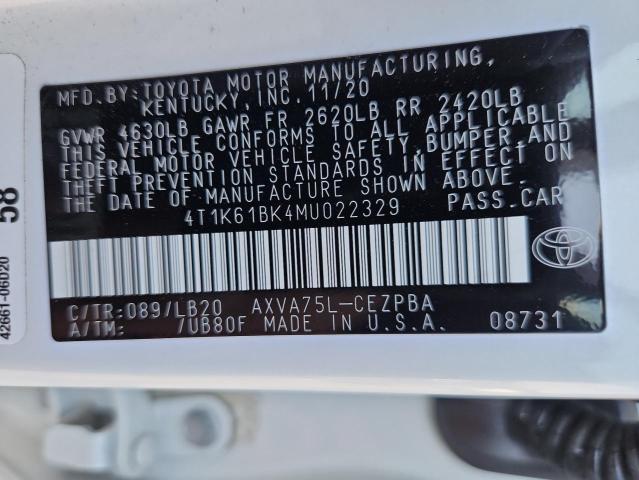 MFD.BY:TOYOTA MOTOR MANUFACTURING,
KENTUCKY,INC. 11/20
GVWR 4630LB GAWR FR 2620LB RR 2420LB
THIS VEHICLE CONFORMS TO ALL APPLICABLE
FEDERAL MOTOR VEHICLE SAFETY,BUMPER,AND
THEFT PREVENTION STANDARDS IN EFFECT ON
THE DATE OF MANUFACTURE SHOWN ABOVE.
4T1K61BK4MU022329 PASS.CAR
C/TR:089/LB20 AXVA75L-CEZPBA
A/TM: /UB80F MADE IN U.S.A. 08731
42661-06D20 58